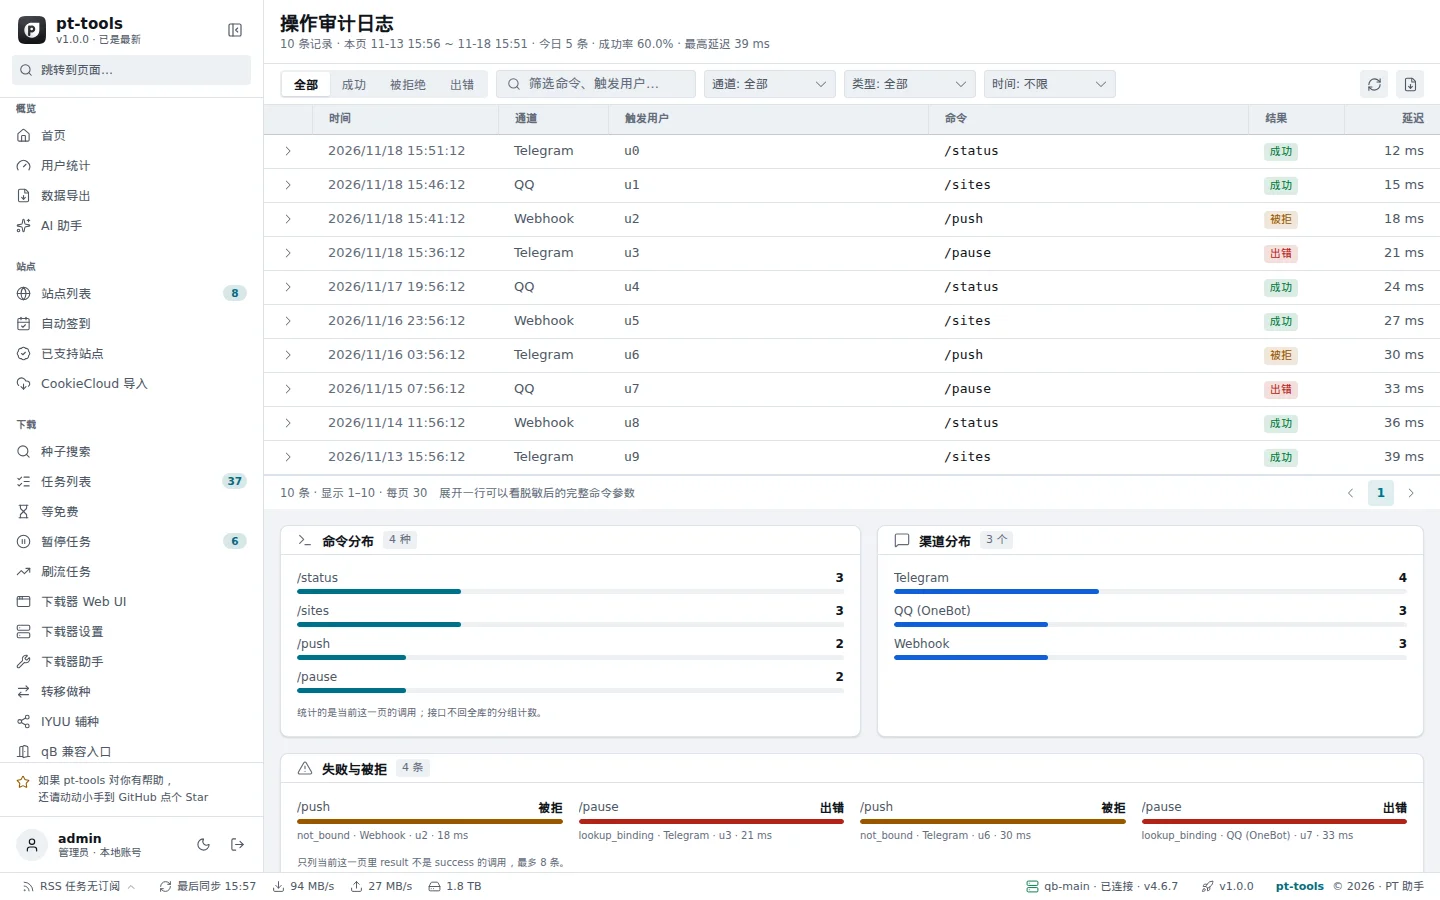 pt-tools
v1.0.0 · 已是最新
跳转到页面…
概览
首页
用户统计
数据导出
AI 助手
站点
站点列表 8
自动签到
已支持站点
CookieCloud 导入
下载
种子搜索
任务列表 37
等免费
暂停任务 6
刷流任务
下载器 Web UI
下载器设置
下载器助手
转移做种
IYUU 辅种
qB 兼容入口
如果 pt-tools 对你有帮助，
还请动动小手到 GitHub 点个 Star
admin
管理员 · 本地账号
操作审计日志
10 条记录 · 本页 11-13 15:56 ~ 11-18 15:51 · 今日 5 条 · 成功率 60.0% · 最高延迟 39 ms
全部 成功 被拒绝 出错 筛选命令、触发用户… 通道: 全部 类型: 全部 时间: 不限
时间 通道 触发用户 命令 结果 延迟
2026/11/18 15:51:12 Telegram u0 /status 成功 12 ms
2026/11/18 15:46:12 QQ u1 /sites 成功 15 ms
2026/11/18 15:41:12 Webhook u2 /push 被拒 18 ms
2026/11/18 15:36:12 Telegram u3 /pause 出错 21 ms
2026/11/17 19:56:12 QQ u4 /status 成功 24 ms
2026/11/16 23:56:12 Webhook u5 /sites 成功 27 ms
2026/11/16 03:56:12 Telegram u6 /push 被拒 30 ms
2026/11/15 07:56:12 QQ u7 /pause 出错 33 ms
2026/11/14 11:56:12 Webhook u8 /status 成功 36 ms
2026/11/13 15:56:12 Telegram u9 /sites 成功 39 ms
10 条 · 显示 1–10 · 每页 30 展开一行可以看脱敏后的完整命令参数 1
命令分布 4 种
/status 3
/sites 3
/push 2
/pause 2
统计的是当前这一页的调用；接口不回全库的分组计数。
渠道分布 3 个
Telegram 4
QQ (OneBot) 3
Webhook 3
失败与被拒 4 条
/push 被拒 /pause 出错 /push 被拒 /pause 出错
not_bound · Webhook · u2 · 18 ms lookup_binding · Telegram · u3 · 21 ms not_bound · Telegram · u6 · 30 ms lookup_binding · QQ (OneBot) · u7 · 33 ms
只列当前这一页里 result 不是 success 的调用，最多 8 条。
RSS 任务无订阅 最后同步 15:57 94 MB/s 27 MB/s 1.8 TB qb-main · 已连接 · v4.6.7 v1.0.0 pt-tools © 2026 · PT 助手